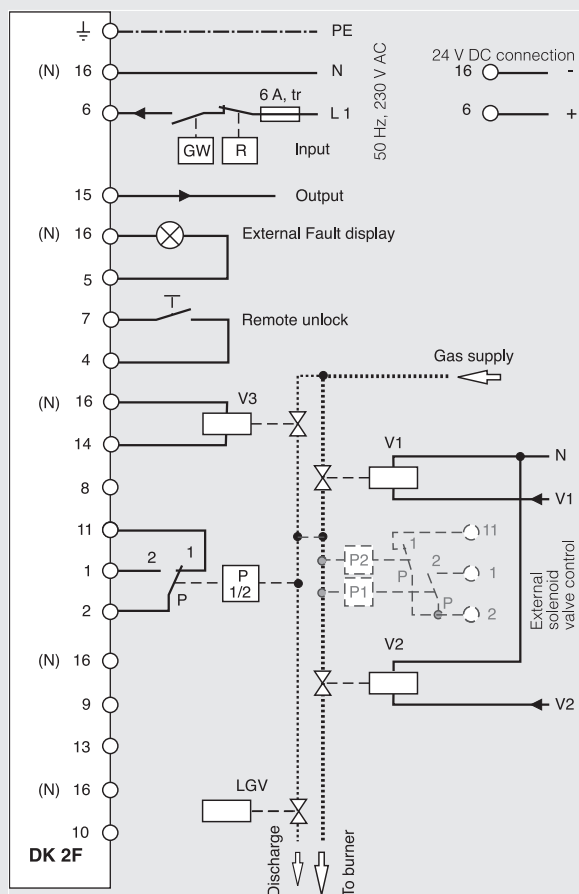 PE
(N) 16 N
24 V DC connection
16 -
6 6 A, tr L 1
6 +
GW R Input
50 Hz, 230 V AC
15 Output
(N) 16 External Fault display
5
7 Remote unlock
4
Gas supply
(N) 16 V3
14
V1 N
8 V1
11
2 1
1
P
P 1/2
2
P2 1 11
2 1
P
P1 P 2
External solenoid valve control
(N) 16 V2
9 V2
13
(N) 16 LGV
10
DK 2F
Discharge
To burner